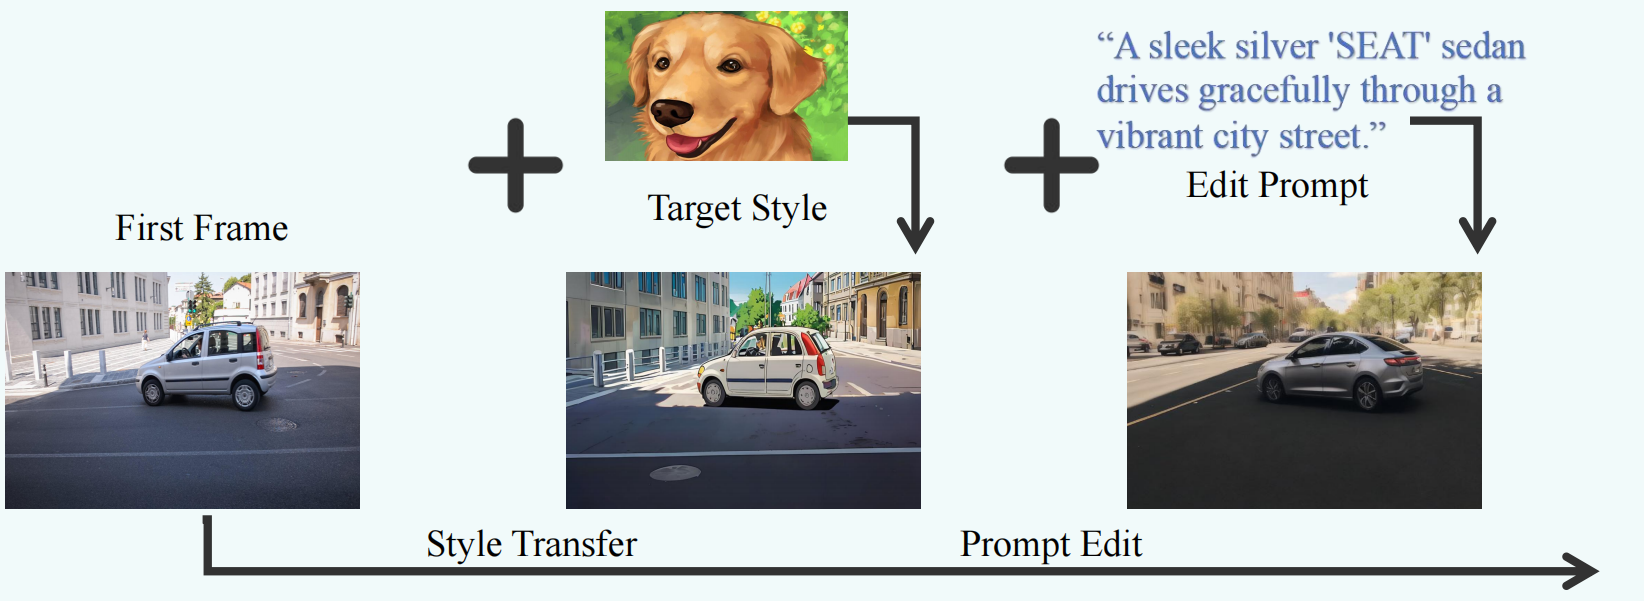 “A sleek silver 'SEAT' sedan
drives gracefully through a
vibrant city street.”
Edit Prompt
Target Style
First Frame
Style Transfer
Prompt Edit